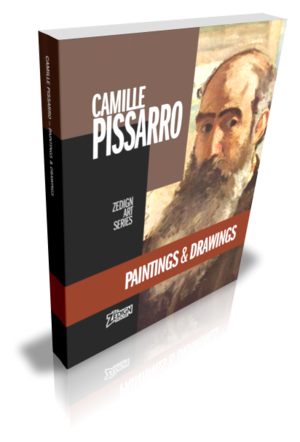 CAMILLE PISSARRO – PAINTINGS & DRAWINGS
CAMILLE
PISSARRO
ZEDIGN
ART
SERIES
PAINTINGS & DRAWINGS
ZEDIGN